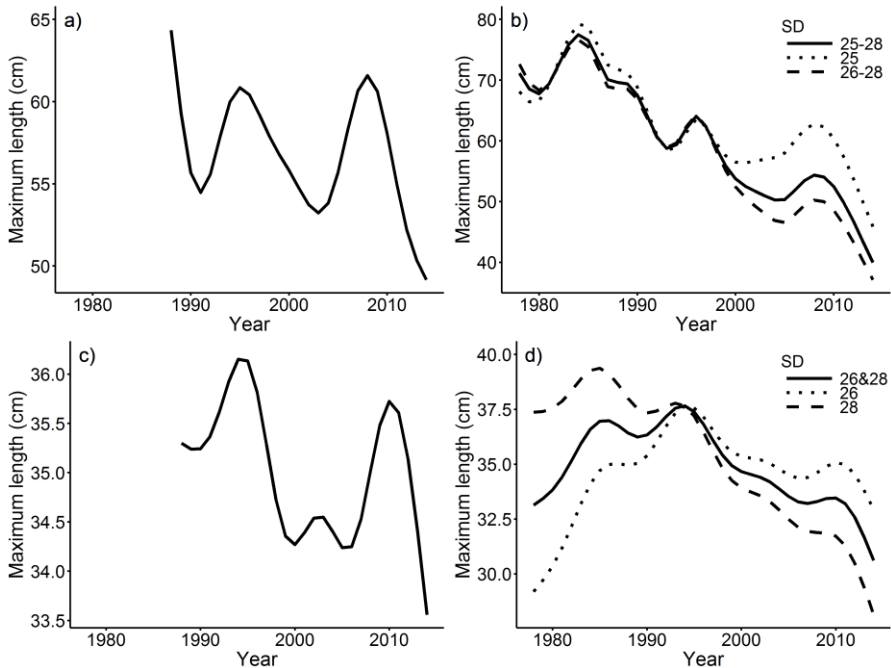 a)
65
60
55
50
Maximum length (cm)
1980 1990 2000 2010
Year
b)
80
70
60
50
40
Maximum length (cm)
SD
25-28
25
26-28
1980 1990 2000 2010
Year
c)
36.0
35.5
35.0
34.5
34.0
33.5
Maximum length (cm)
1980 1990 2000 2010
Year
d)
40.0
37.5
35.0
32.5
30.0
Maximum length (cm)
SD
26&28
26
28
1980 1990 2000 2010
Year